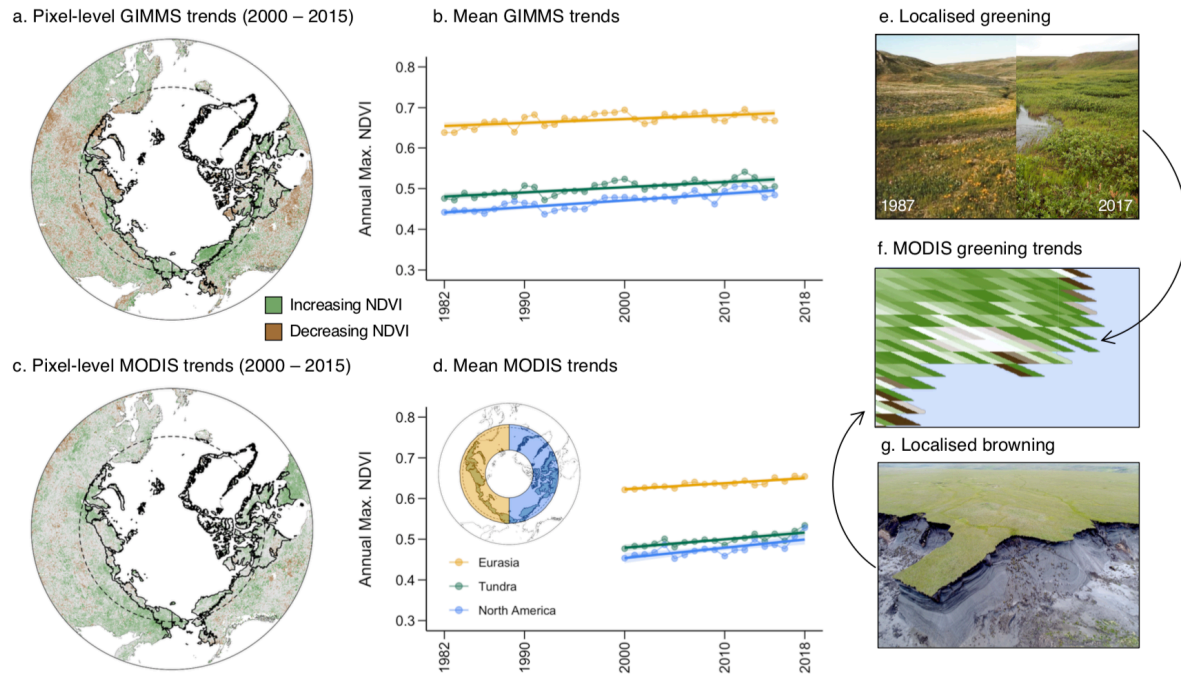 a. Pixel-level GIMMS trends (2000 – 2015)
Increasing NDVI
Decreasing NDVI
b. Mean GIMMS trends
Annual Max. NDVI
0.8
0.7
0.6
0.5
0.4
0.3
1982
1990
2000
2010
2018
c. Pixel-level MODIS trends (2000 – 2015)
d. Mean MODIS trends
Annual Max. NDVI
0.8
0.7
0.6
0.5
0.4
0.3
Eurasia
Tundra
North America
1982
1990
2000
2010
2018
e. Localised greening
1987
2017
f. MODIS greening trends
g. Localised browning